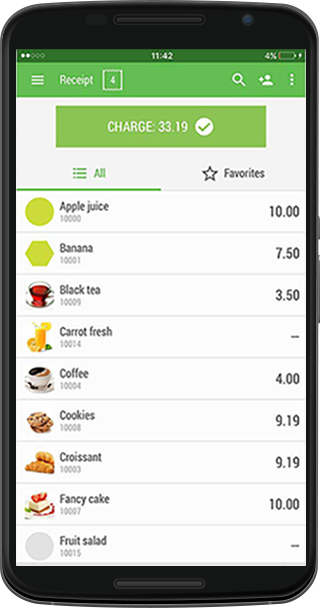 11:42 4%
Receipt 4
CHARGE: 33.19
All Favorites
Apple juice 10.00
10000
Banana 7.50
10001
Black tea 3.50
10009
Carrot fresh —
10014
Coffee 4.00
10004
Cookies 9.19
10008
Croissant 9.19
10003
Fancy cake 10.00
10007
Fruit salad —
10015